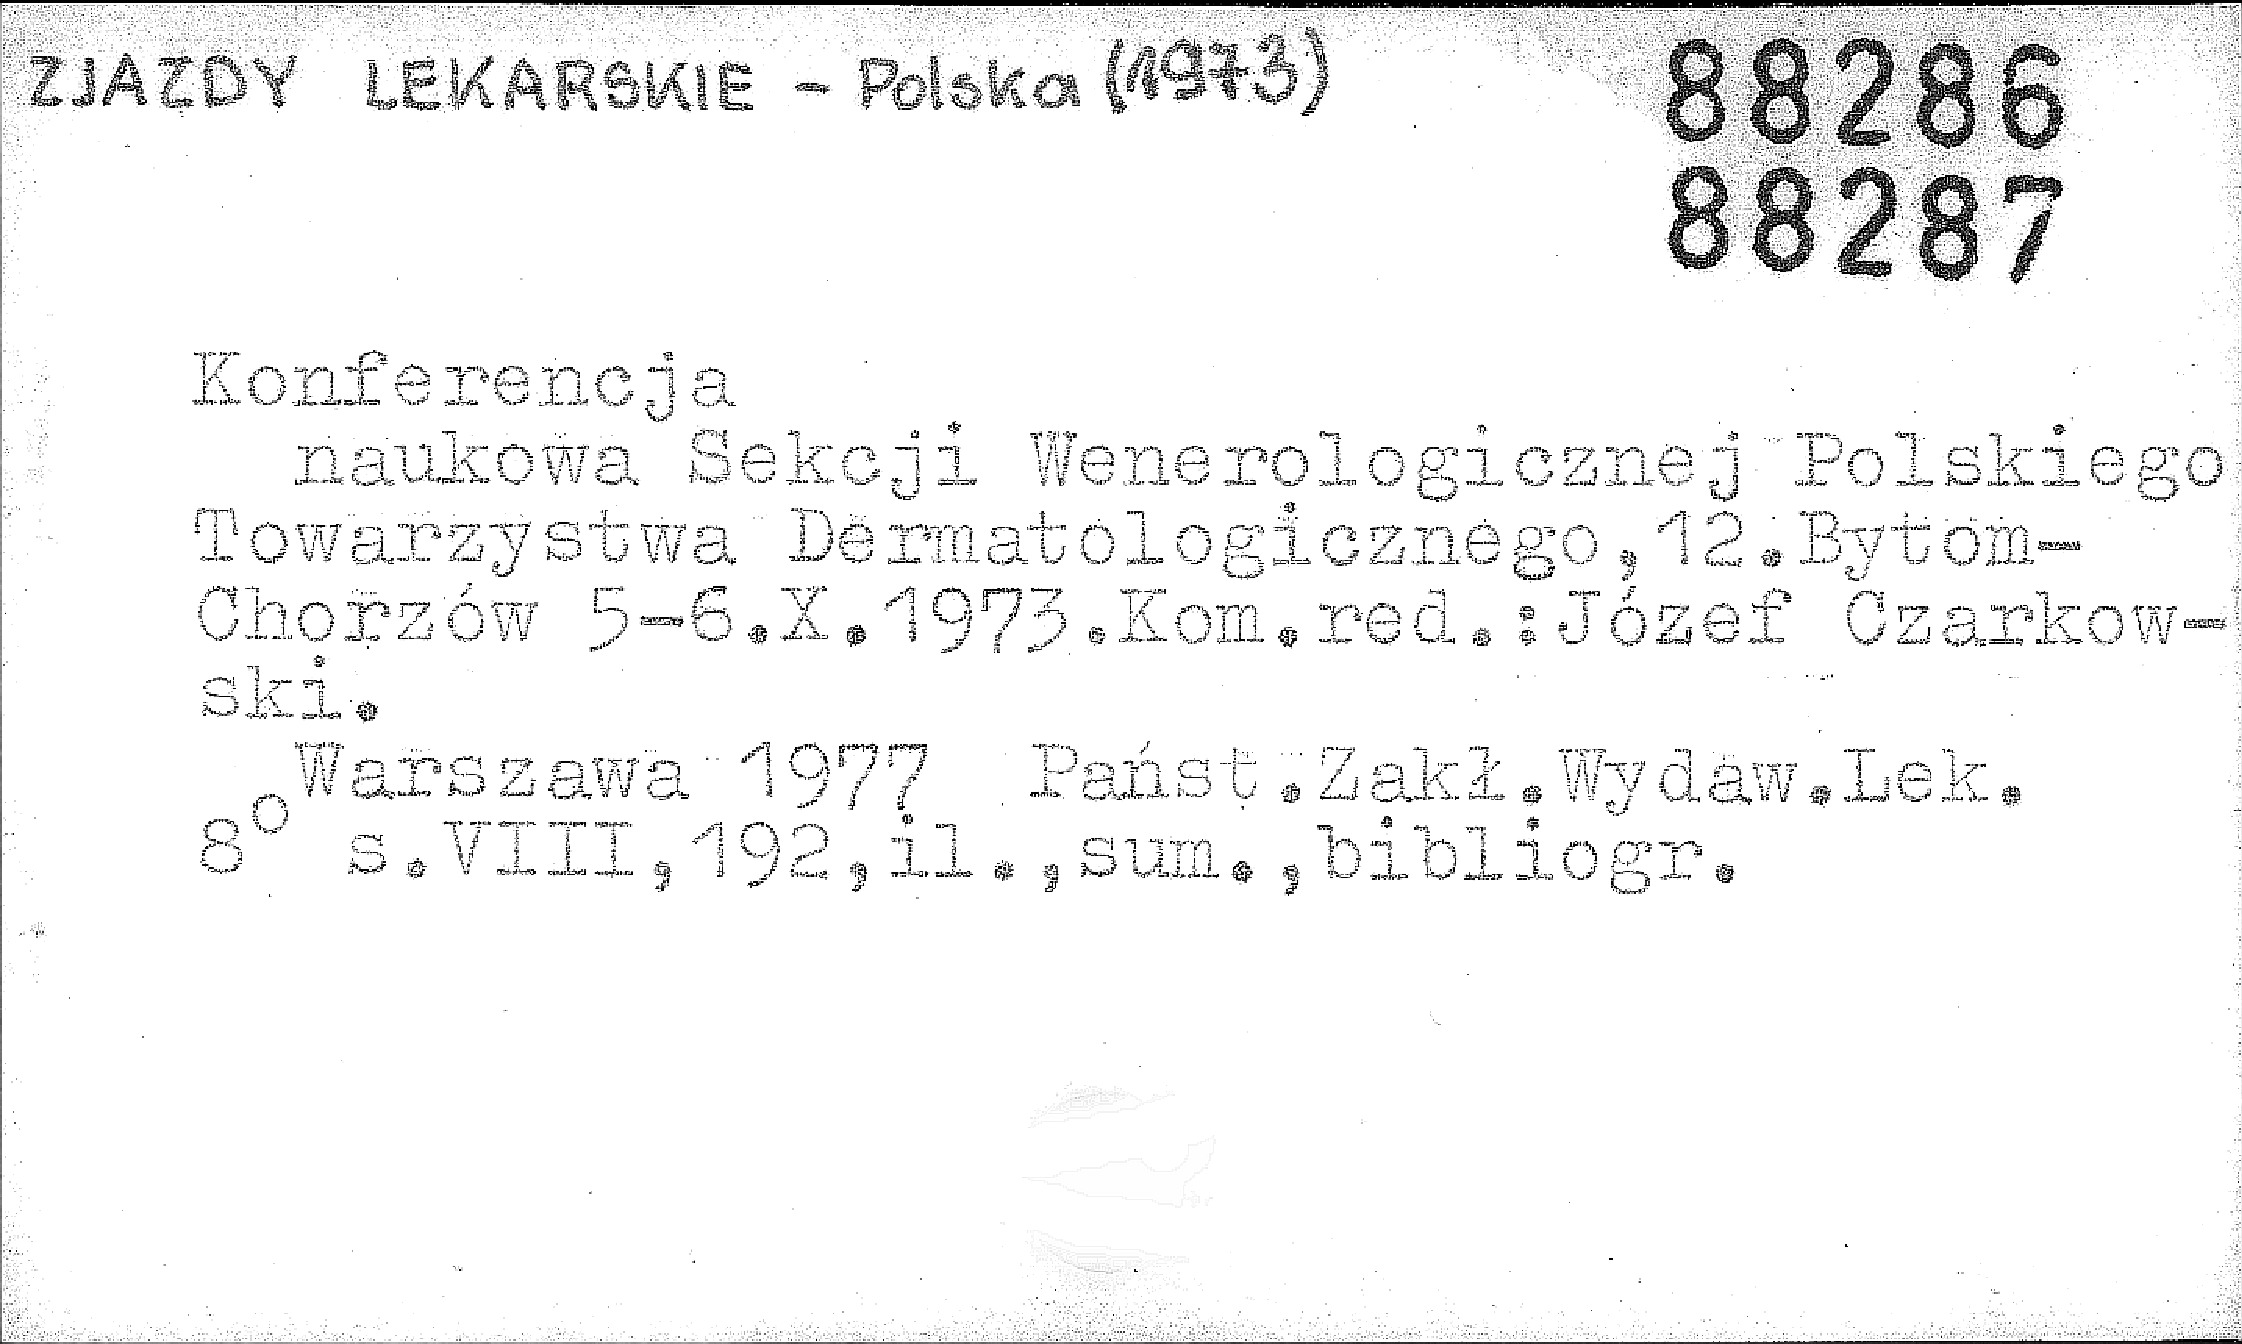 ZJAZDY LEKARSKIE - Polska (1973)
88286
88287
Konferencja
naukowa Sekcji Wenerologicznej Polskiego
Towarzystwa Dermatologicznego,12.Bytom-
Chorzów 5-6.X.1973.Kom.red.:Józef Czarkow-
ski.
Warszawa 1977 Państ.Zakł.Wydaw.Lek.
8° s.VIII,192,il.,sum.,bibliogr.